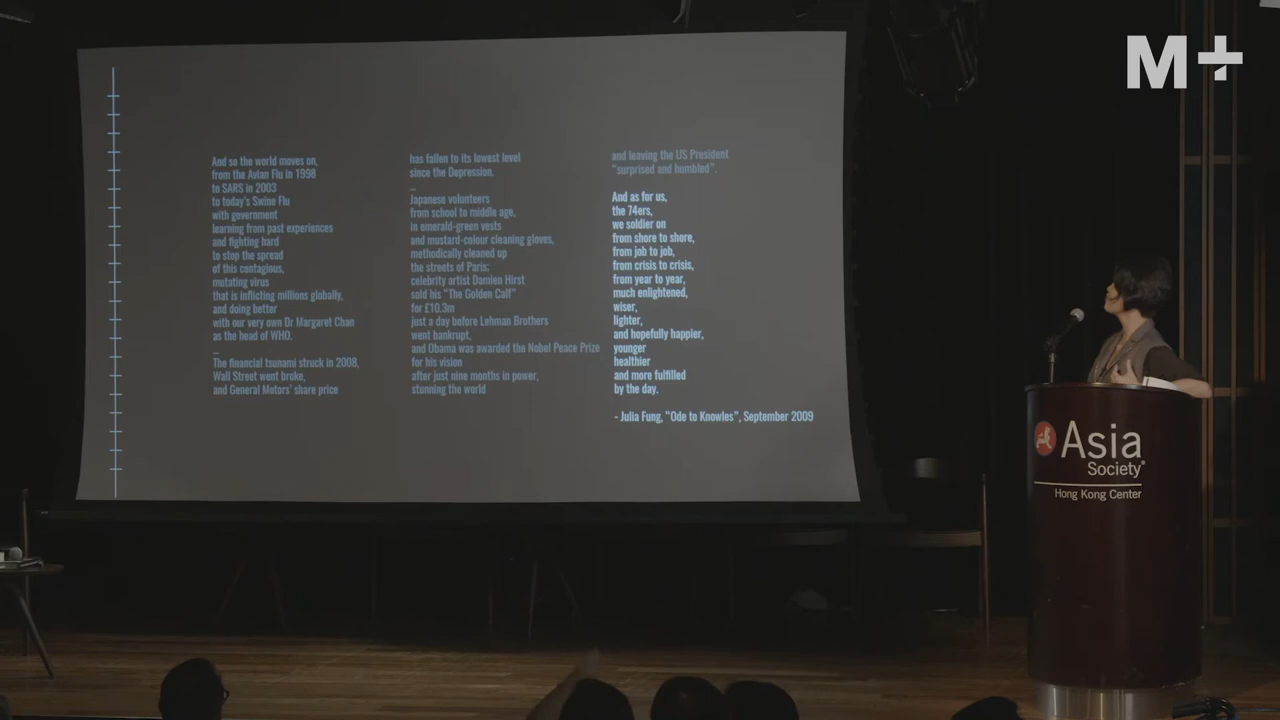 M+
And so the world moves on,
from the Avian Flu in 1998
to SARS in 2003
to today's Swine Flu
with government
learning from past experiences
and fighting hard
to stop the spread
of this contagious,
mutating virus
that is inflicting millions globally,
and doing better
with our very own Dr Margaret Chan
as the head of WHO.
...
The financial tsunami struck in 2008,
Wall Street went broke,
and General Motors' share price
has fallen to its lowest level
since the Depression.
...
Japanese volunteers
from school to middle age,
in emerald-green vests
and mustard-colour cleaning gloves,
methodically cleaned up
the streets of Paris;
celebrity artist Damien Hirst
sold his "The Golden Calf"
for £10.3m
just a day before Lehman Brothers
went bankrupt,
and Obama was awarded the Nobel Peace Prize
for his vision
after just nine months in power,
stunning the world
and leaving the US President
"surprised and humbled".
And as for us,
the 74ers,
we soldier on
from shore to shore,
from job to job,
from crisis to crisis,
from year to year,
much enlightened,
wiser,
lighter,
and hopefully happier,
younger
healthier
and more fulfilled
by the day.
- Julia Fung, "Ode to Knowles", September 2009
Asia
Society®
Hong Kong Center